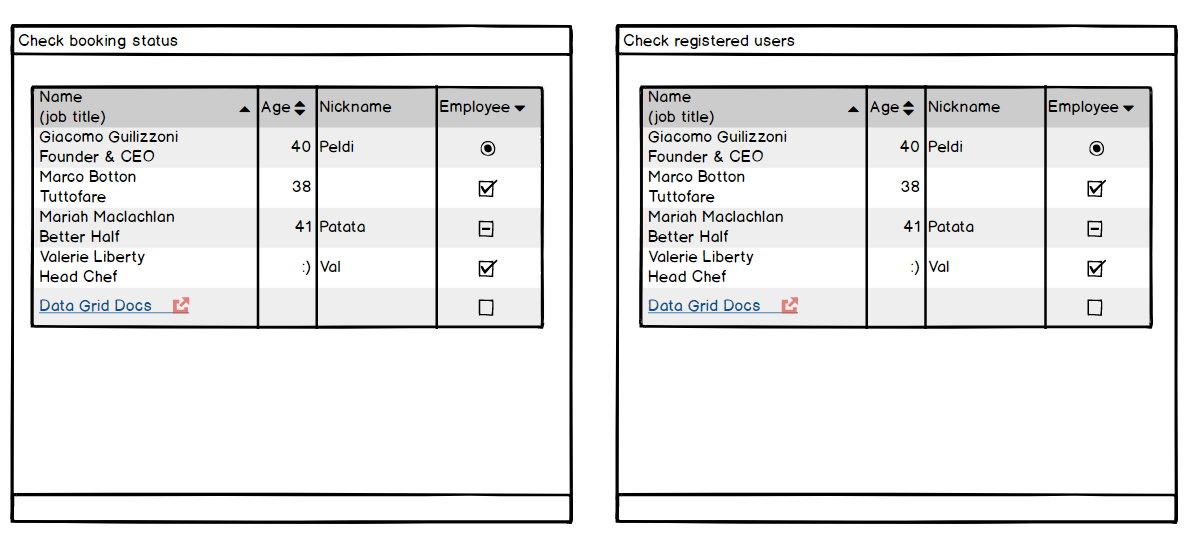 Check booking status
Name
(job title)
Age
Nickname
Employee
Giacomo Guilizzoni
Founder & CEO
40
Peldi
Marco Botton
Tuttofare
38
Mariah Maclachlan
Better Half
41
Patata
Valerie Liberty
Head Chef
:)
Val
Data Grid Docs
Check registered users
Name
(job title)
Age
Nickname
Employee
Giacomo Guilizzoni
Founder & CEO
40
Peldi
Marco Botton
Tuttofare
38
Mariah Maclachlan
Better Half
41
Patata
Valerie Liberty
Head Chef
:)
Val
Data Grid Docs